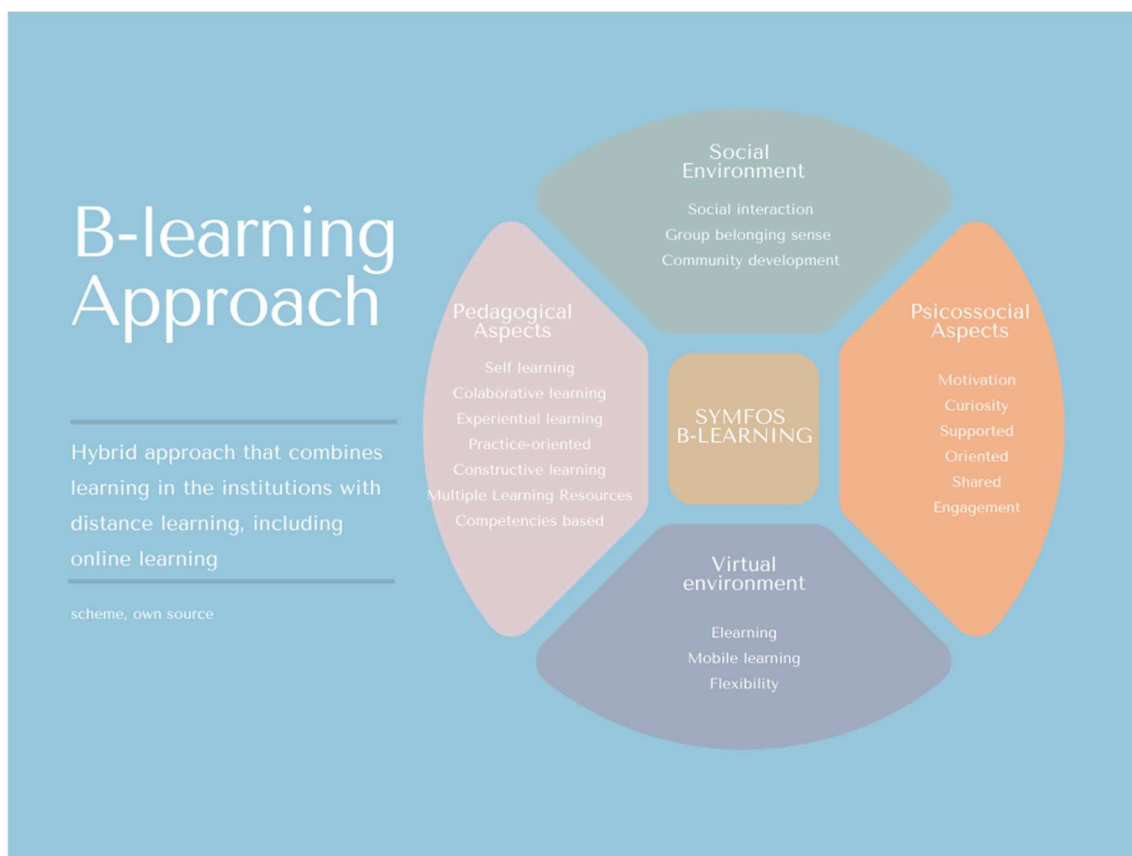 B-learning
Approach
Hybrid approach that combines
learning in the institutions with
distance learning, including
online learning
scheme, own source
Social
Environment
Social interaction
Group belonging sense
Community development
Pedagogical
Aspects
Self learning
Colaborative learning
Experiential learning
Practice-oriented
Constructive learning
Multiple Learning Resources
Competencies based
SYMFOS
B-LEARNING
Psicossocial
Aspects
Motivation
Curiosity
Supported
Oriented
Shared
Engagement
Virtual
environment
Elearning
Mobile learning
Flexibility